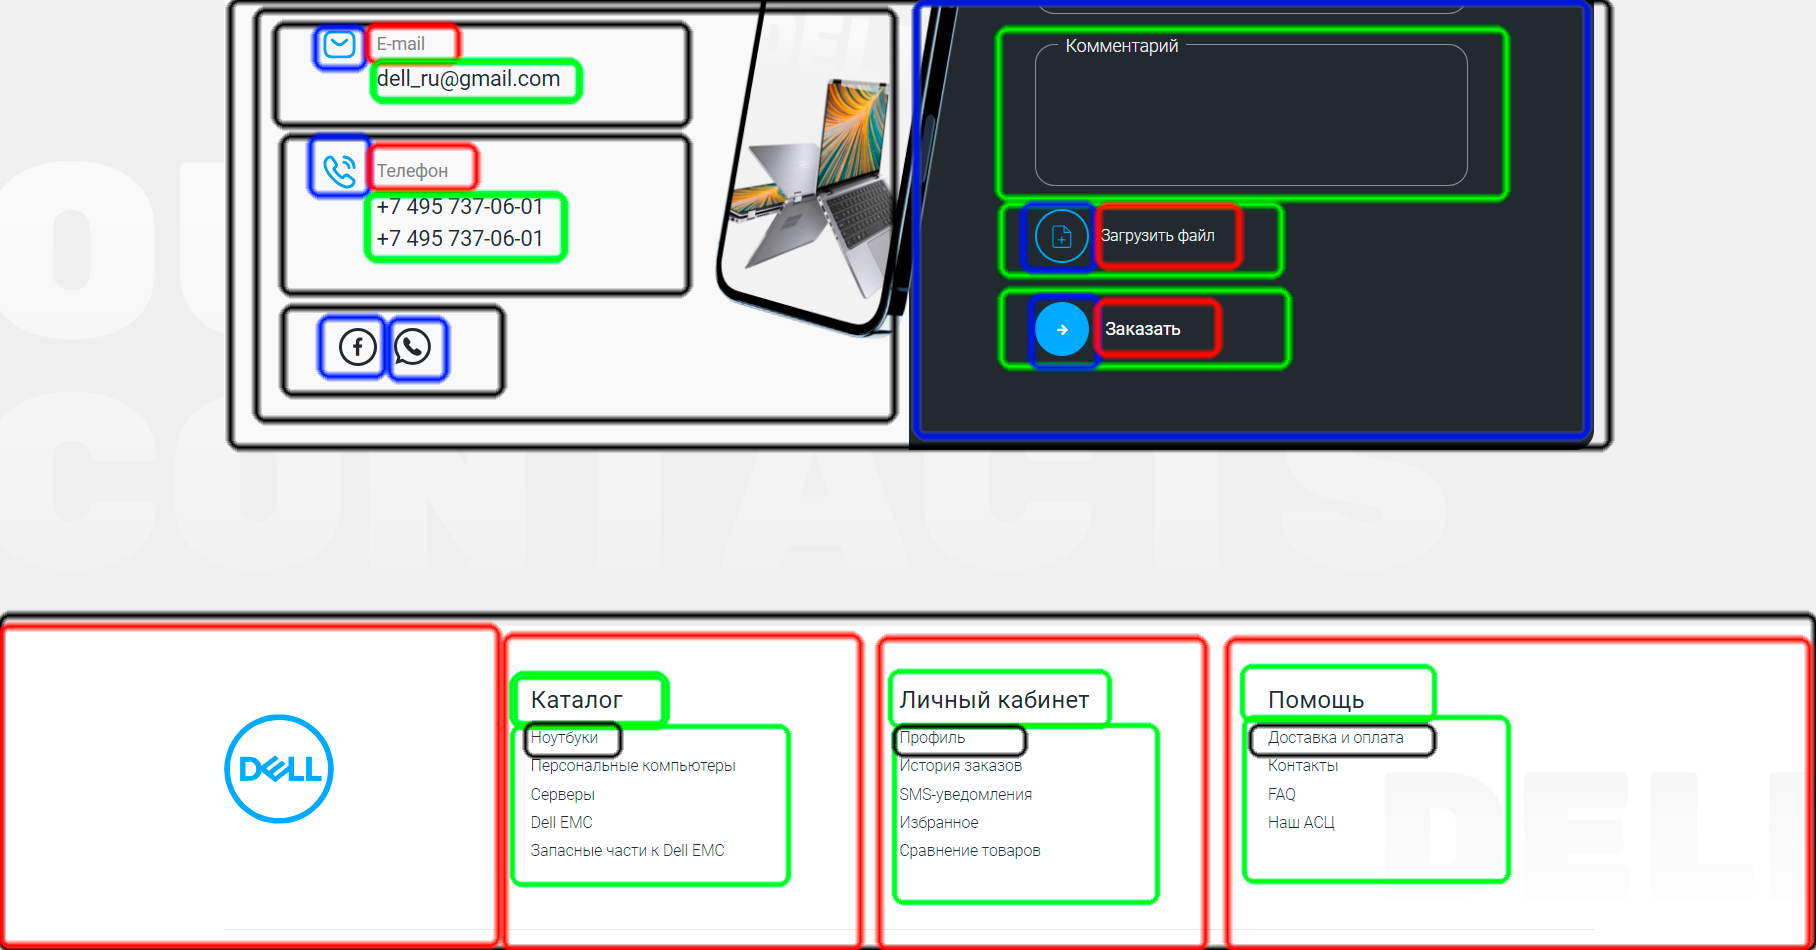 E-mail
dell_ru@gmail.com
Телефон
+7 495 737-06-01
+7 495 737-06-01
Комментарий
Загрузить файл
Заказать
OU
CONTACTS
DELL
Каталог
Ноутбуки
Персональные компьютеры
Серверы
Dell EMC
Запасные части к Dell EMC
Личный кабинет
Профиль
История заказов
SMS-уведомления
Избранное
Сравнение товаров
Помощь
Доставка и оплата
Контакты
FAQ
Наш АСЦ
DELL